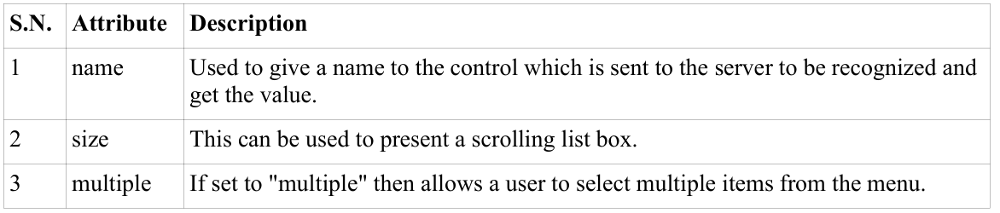 S.N. Attribute Description
1 name Used to give a name to the control which is sent to the server to be recognized and
get the value.
2 size This can be used to present a scrolling list box.
3 multiple If set to "multiple" then allows a user to select multiple items from the menu.